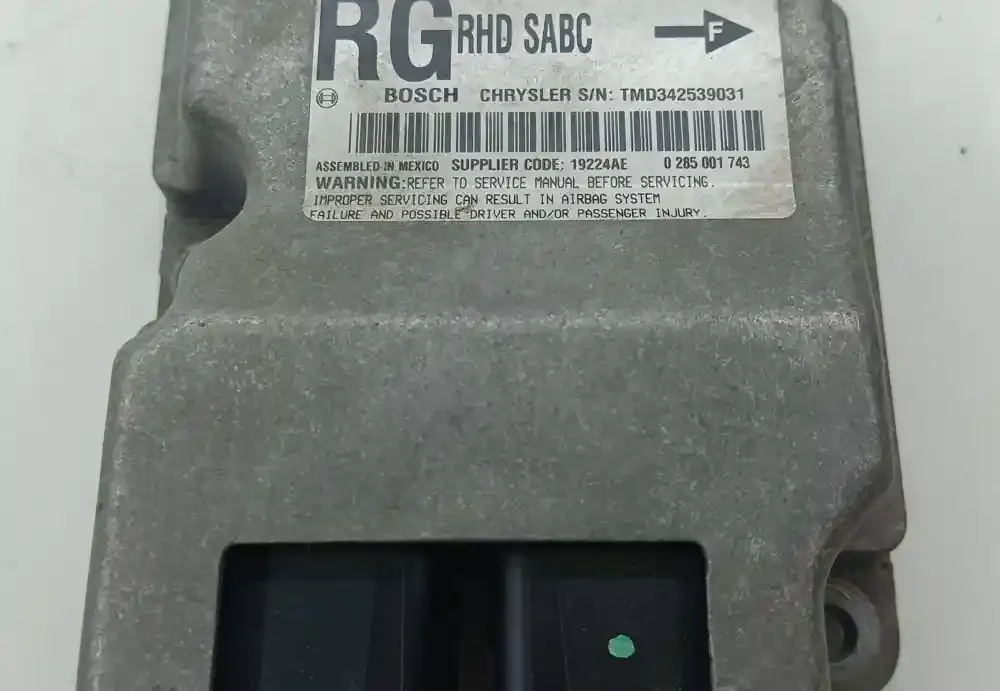 RG RHD SABC F
BOSCH CHRYSLER S/N: TMD342539031
ASSEMBLED IN MEXICO SUPPLIER CODE: 19224AE 0 285 001 743
WARNING:REFER TO SERVICE MANUAL BEFORE SERVICING.
IMPROPER SERVICING CAN RESULT IN AIRBAG SYSTEM
FAILURE AND POSSIBLE DRIVER AND/OR PASSENGER INJURY.